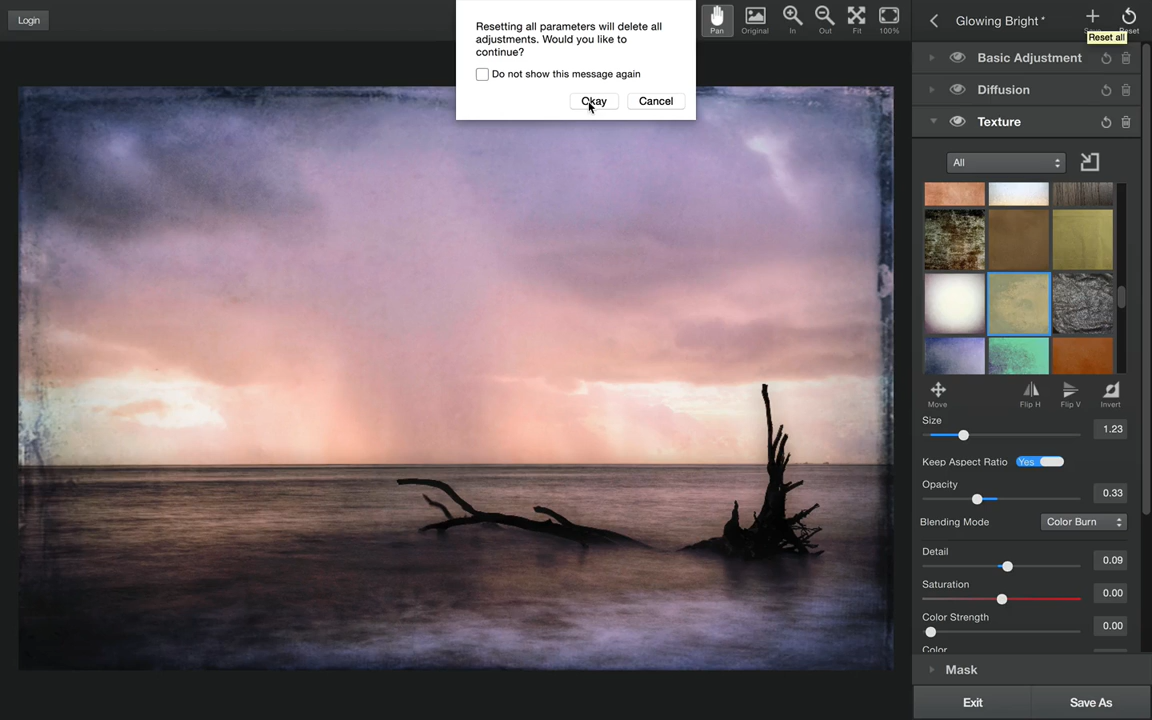 Login
Resetting all parameters will delete all
adjustments. Would you like to
continue?
Do not show this message again
Okay
Cancel
Pan
Original
In
Out
Fit
100%
Glowing Bright *
Reset
Reset all
Basic Adjustment
Diffusion
Texture
All
Move
Flip H
Flip V
Invert
Size
1.23
Keep Aspect Ratio
Yes
Opacity
0.33
Blending Mode
Color Burn
Detail
0.09
Saturation
0.00
Color Strength
0.00
Color
Mask
Exit
Save As